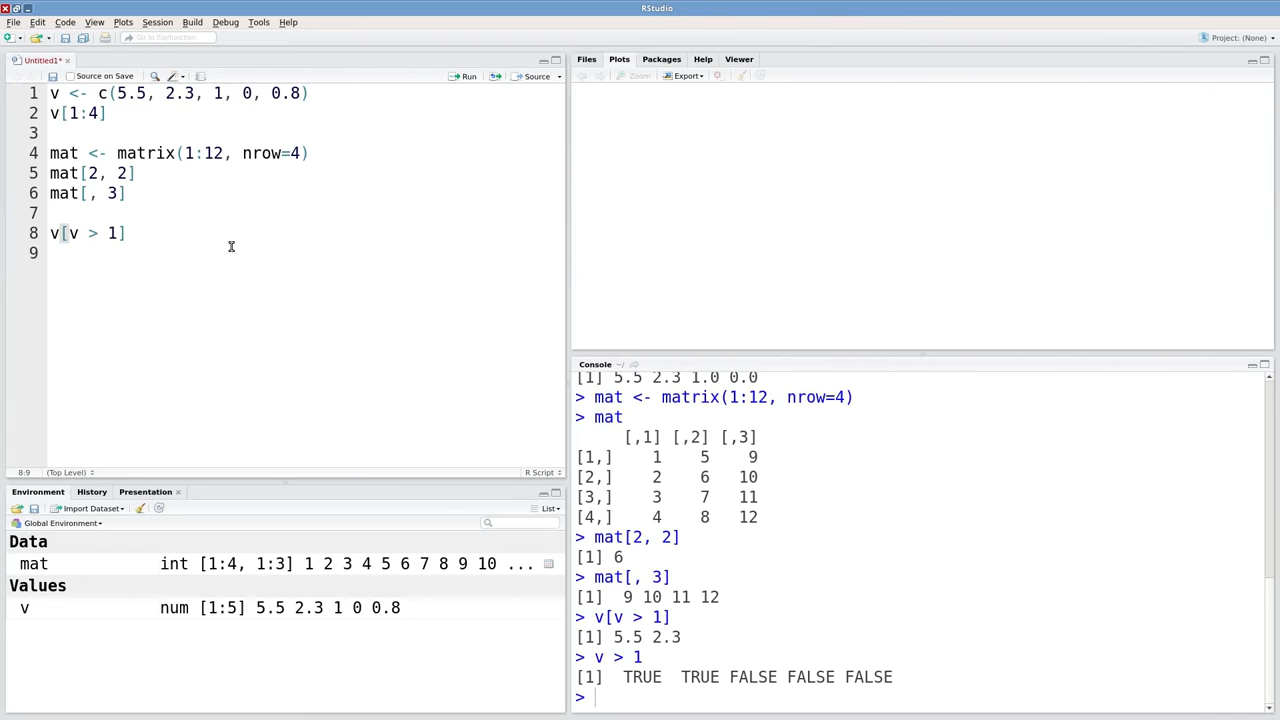 RStudio
File Edit Code View Plots Session Build Debug Tools Help
Go to file/function
Project: (None)
Untitled1*
Source on Save
Run
Source
1 v <- c(5.5, 2.3, 1, 0, 0.8)
2 v[1:4]
3
4 mat <- matrix(1:12, nrow=4)
5 mat[2, 2]
6 mat[, 3]
7
8 v[v > 1]
9
8:9 (Top Level) R Script
Environment History Presentation
Import Dataset List
Global Environment
Data
mat int [1:4, 1:3] 1 2 3 4 5 6 7 8 9 10 ...
Values
v num [1:5] 5.5 2.3 1 0 0.8
Files Plots Packages Help Viewer
Zoom Export
Console ~/
[1] 5.5 2.3 1.0 0.0
> mat <- matrix(1:12, nrow=4)
> mat
[,1] [,2] [,3]
[1,] 1 5 9
[2,] 2 6 10
[3,] 3 7 11
[4,] 4 8 12
> mat[2, 2]
[1] 6
> mat[, 3]
[1] 9 10 11 12
> v[v > 1]
[1] 5.5 2.3
> v > 1
[1] TRUE TRUE FALSE FALSE FALSE
>